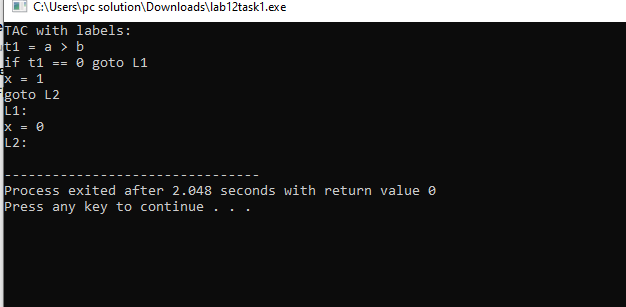 C:\Users\pc solution\Downloads\lab12task1.exe
TAC with labels:
t1 = a > b
if t1 == 0 goto L1
x = 1
goto L2
L1:
x = 0
L2:
--------------------------------
Process exited after 2.048 seconds with return value 0
Press any key to continue . . .